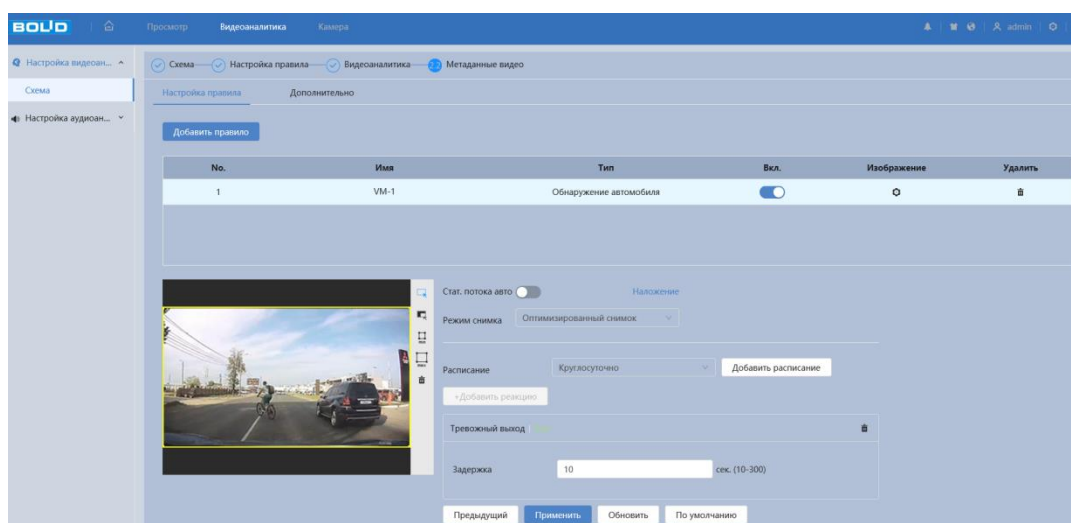 BOLID
Просмотр Видеоаналитика Камера admin
Настройка видеоан... Схема Настройка правила Видеоаналитика Метаданные видео
Схема
Настройка правила Дополнительно
Настройка аудиоан...
Добавить правило
No. Имя Тип Вкл. Изображение Удалить
1 VM-1 Обнаружение автомобиля
Стат. потока авто Наложение
Режим снимка Оптимизированный снимок
Расписание Круглосуточно Добавить расписание
+Добавить реакцию
Тревожный выход
Задержка 10 сек. (10-300)
Предыдущий Применить Обновить По умолчанию